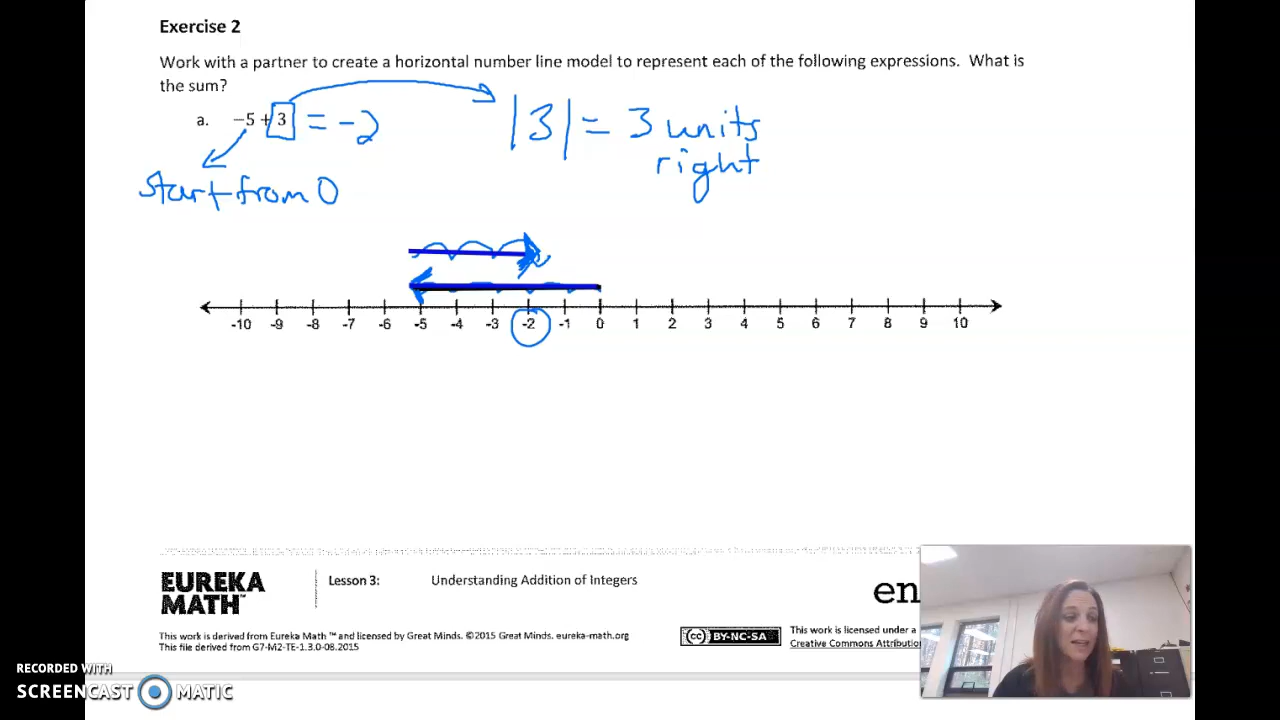 Exercise 2
Work with a partner to create a horizontal number line model to represent each of the following expressions. What is
the sum?
a. −5 + 3 = -2
|3| = 3 units
right
start from 0
-10 -9 -8 -7 -6 -5 -4 -3 -2 -1 0 1 2 3 4 5 6 7 8 9 10
EUREKA
MATH™
Lesson 3: Understanding Addition of Integers
en
This work is derived from Eureka Math ™ and licensed by Great Minds. ©2015 Great Minds. eureka-math.org
This file derived from G7-M2-TE-1.3.0-08.2015
cc BY-NC-SA
This work is licensed under a
Creative Commons Attributio
RECORDED WITH
SCREENCAST MATIC